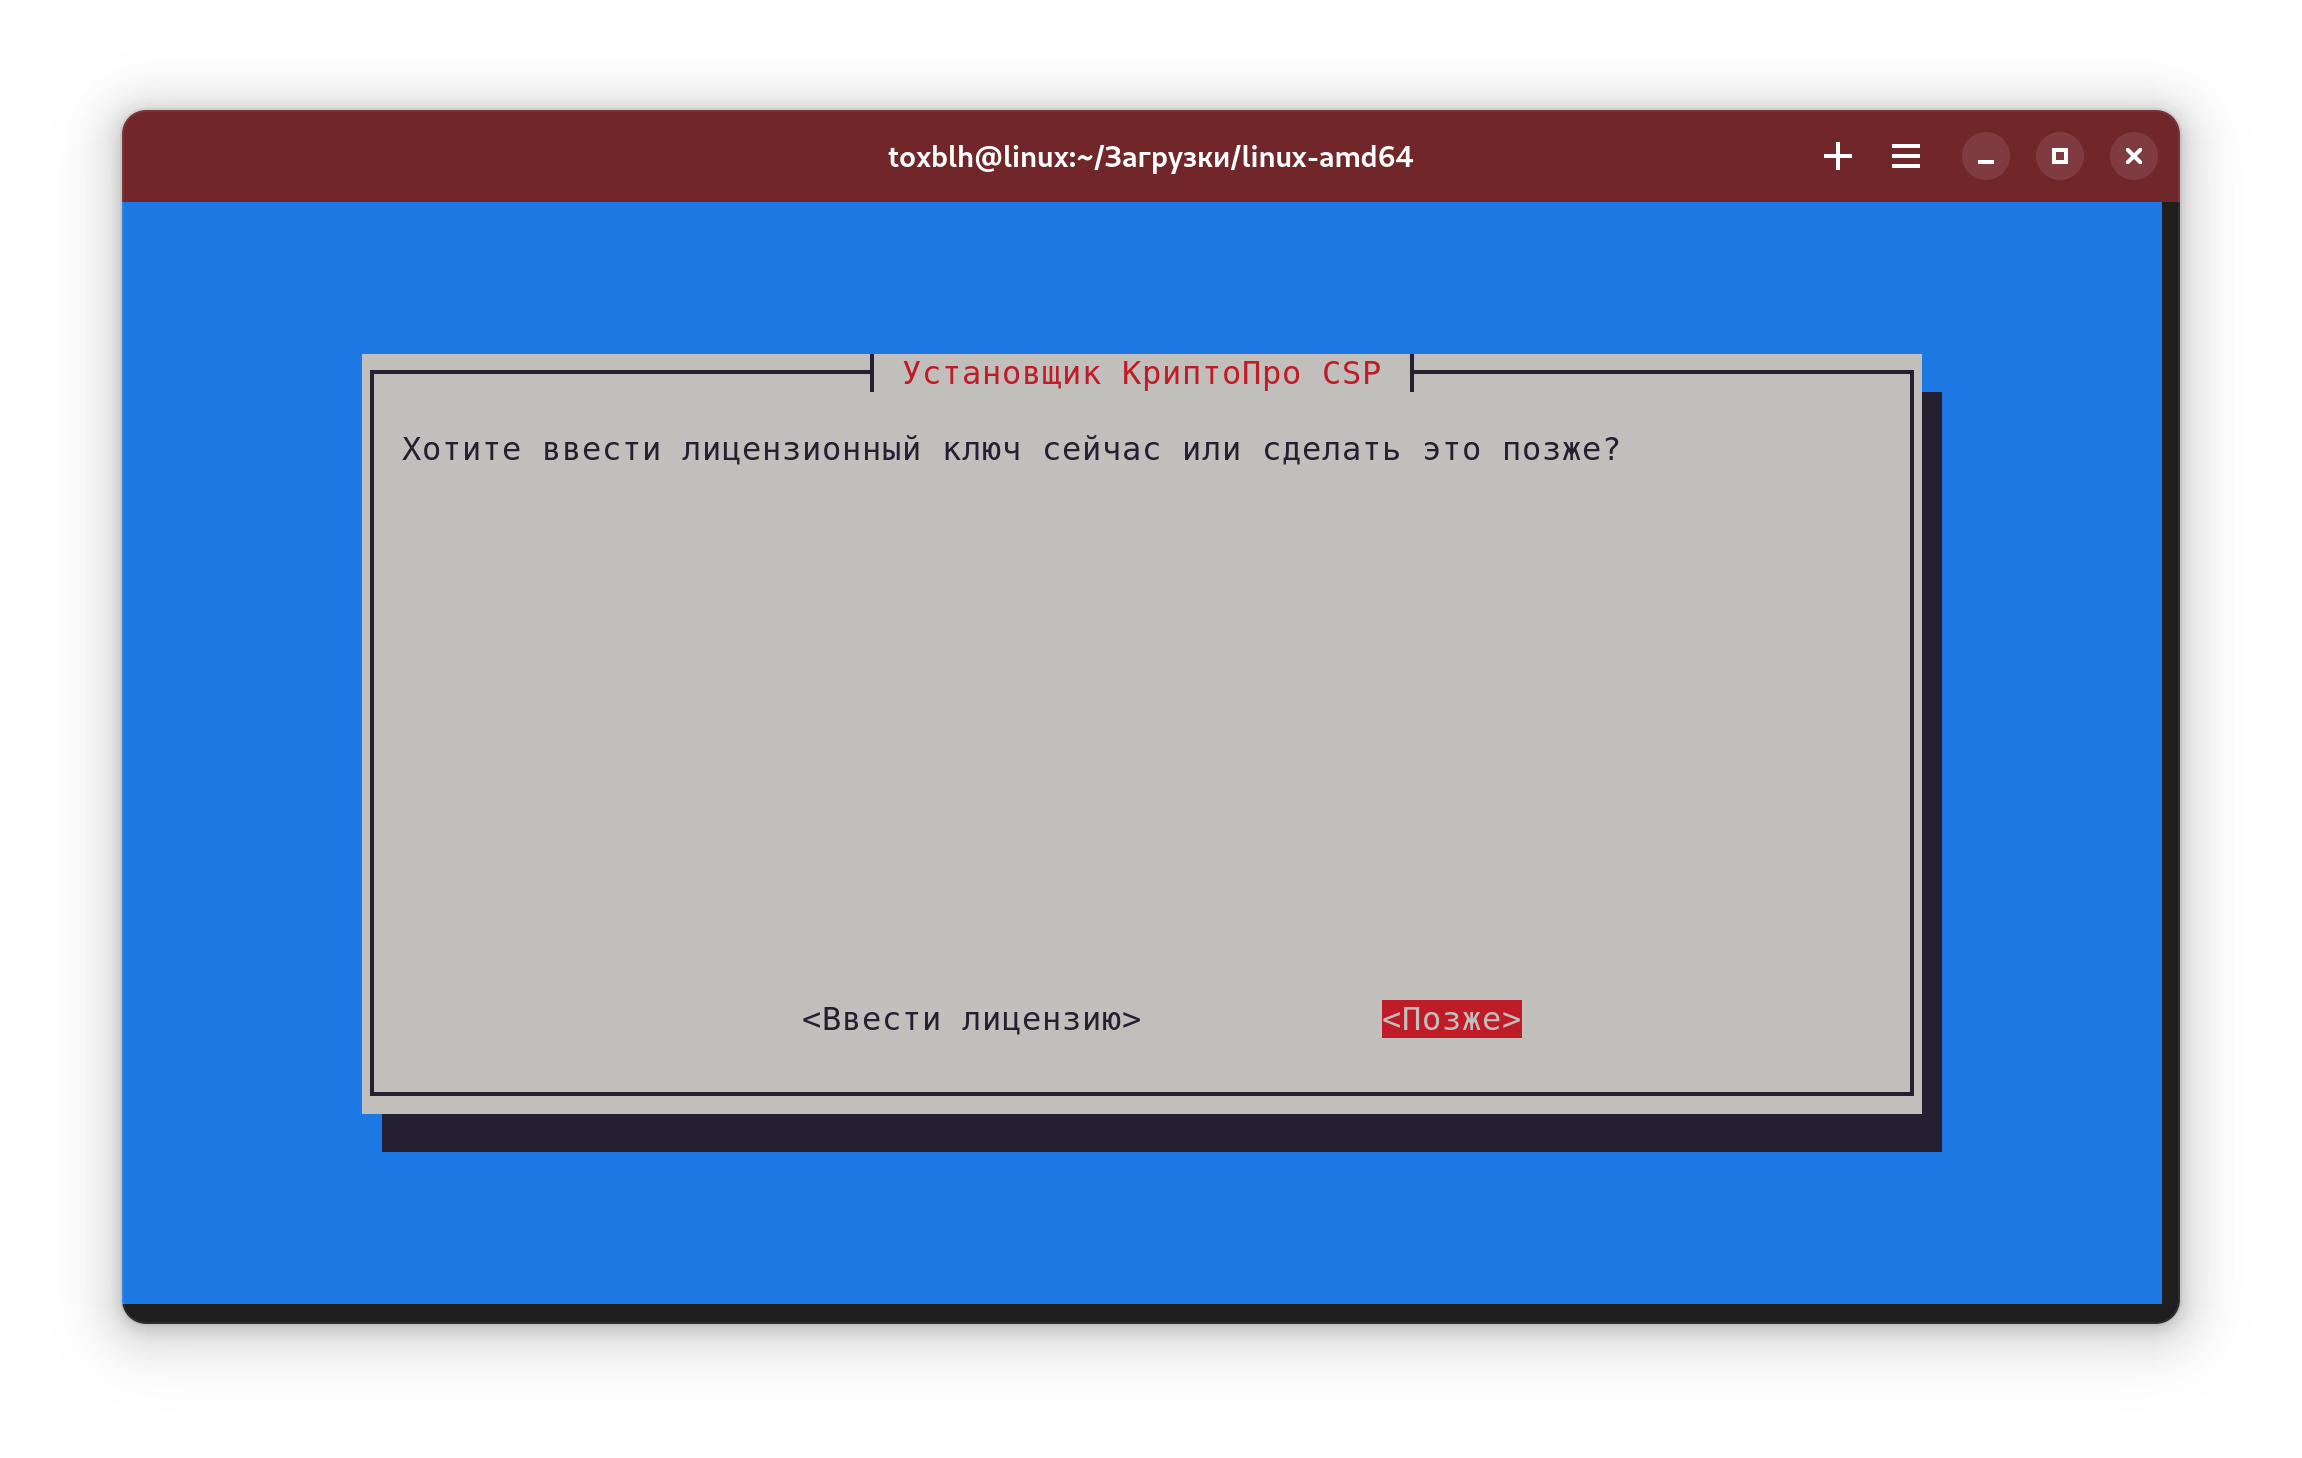 toxblh@linux:~/Загрузки/linux-amd64
Установщик КриптоПро CSP
Хотите ввести лицензионный ключ сейчас или сделать это позже?
<Ввести лицензию> <Позже>